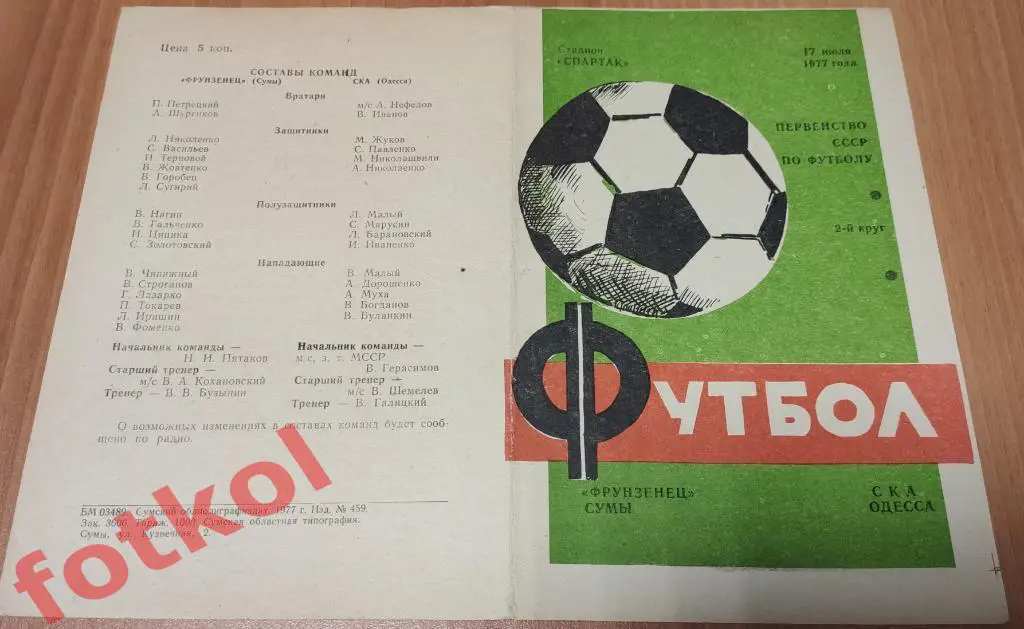 Цена 5 коп.
СОСТАВЫ КОМАНД
«ФРУНЗЕНЕЦ» (Сумы) СКА (Одесса)
Вратари
П. Петрецкий м/с А. Нефедов
А. Шуренков В. Иванов
Защитники
Л. Николенко М. Жуков
С. Васильев С. Павленко
И. Терновой М. Николашвили
В. Жовтенко А. Николаенко
В. Горобец
Л. Сугирий
Полузащитники
В. Нагин Л. Малый
В. Гальченко С. Марусин
И. Цицика Л. Барановский
С. Золотовский И. Иваненко
Нападающие
В. Чипижный В. Малый
В. Строганов А. Дорошенко
Г. Лазарко А. Муха
П. Токарев В. Богданов
Л. Иришин В. Буланкин
В. Фоменко
Начальник команды — Начальник команды —
Н. И. Пятаков м/с, з. т. МССР
Старший тренер — В. Герасимов
м/с В. А. Кохановский Старший тренер —
Тренер — В. В. Бузынин м/с В. Шемелев
Тренер — В. Галицкий
О возможных изменениях в составах команд будет сооб-
щено по радио.
БМ 03489. Сумский облполиграфиздат, 1977 г. Изд. № 459.
Зак. 3606. Тираж. 1000. Сумская областная типография.
Сумы, ул. Кузнечная, 2.
Стадион
«СПАРТАК»
17 июля
1977 года
ПЕРВЕНСТВО
СССР
ПО ФУТБОЛУ
2-й круг
ФУТБОЛ
«ФРУНЗЕНЕЦ»
СУМЫ
СКА
ОДЕССА
fotkol